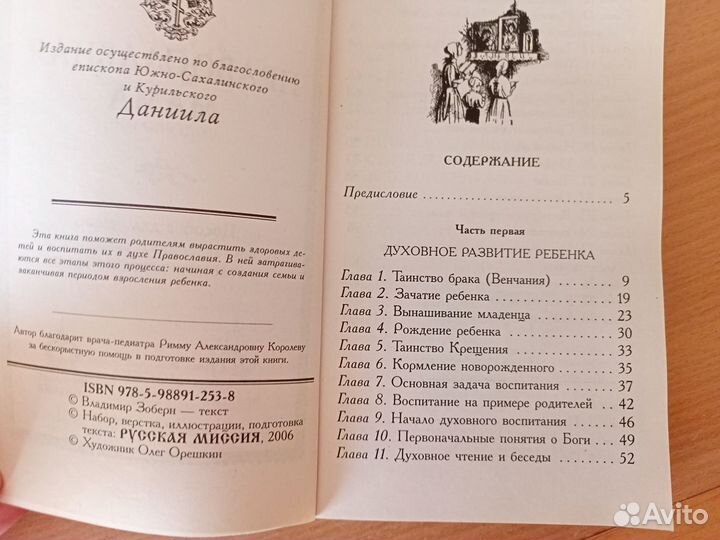 Издание осуществлено по благословению
епископа Южно-Сахалинского
и Курильского
Даниила
Эта книга поможет родителям вырастить здоровых де-
тей и воспитать их в духе Православия. В ней затрагива-
ются все этапы этого процесса: начиная с создания семьи и
заканчивая периодом взросления ребенка.
Автор благодарит врача-педиатра Римму Александровну Королеву
за бескорыстную помощь в подготовке издания этой книги.
ISBN 978-5-98891-253-8
© Владимир Зоберн — текст
© Набор, верстка, иллюстрации, подготовка
текста: РУССКАЯ МИССИЯ, 2006
© Художник Олег Орешкин
СОДЕРЖАНИЕ
Предисловие 5
Часть первая
ДУХОВНОЕ РАЗВИТИЕ РЕБЕНКА
Глава 1. Таинство брака (Венчания) 9
Глава 2. Зачатие ребенка 19
Глава 3. Вынашивание младенца 23
Глава 4. Рождение ребенка 30
Глава 5. Таинство Крещения 33
Глава 6. Кормление новорожденного 35
Глава 7. Основная задача воспитания 37
Глава 8. Воспитание на примере родителей 42
Глава 9. Начало духовного воспитания 46
Глава 10. Первоначальные понятия о Боге 49
Глава 11. Духовное чтение и беседы 52
Avito